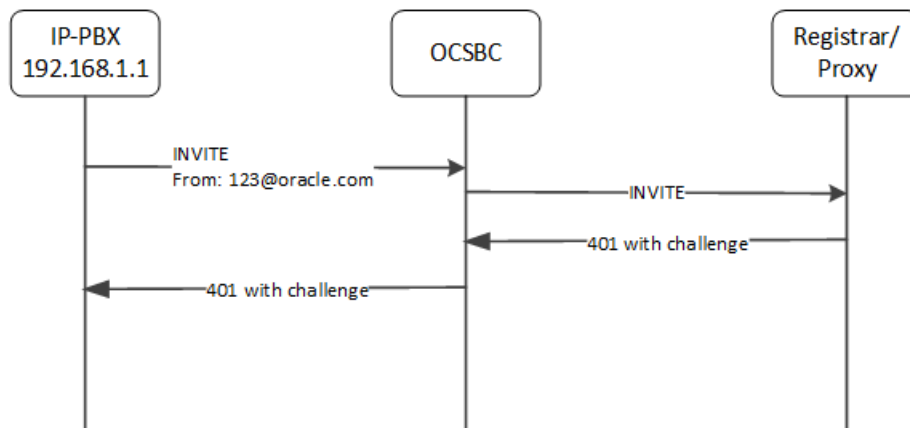 IP-PBX
192.168.1.1
OCSBC
Registrar/
Proxy
INVITE
From: 123@oracle.com
INVITE
401 with challenge
401 with challenge